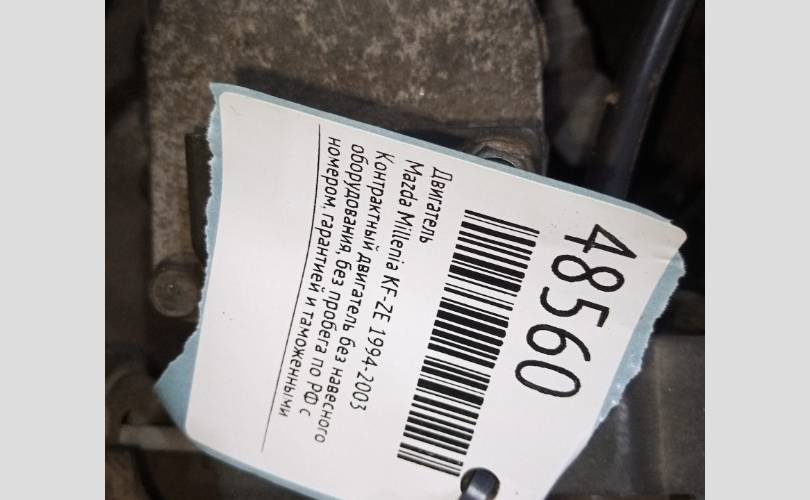 48560
Двигатель
Mazda Millenia KF-ZE 1994-2003
Контрактный двигатель без навесного
оборудования, без пробега по РФ с
номером, гарантией и таможенными